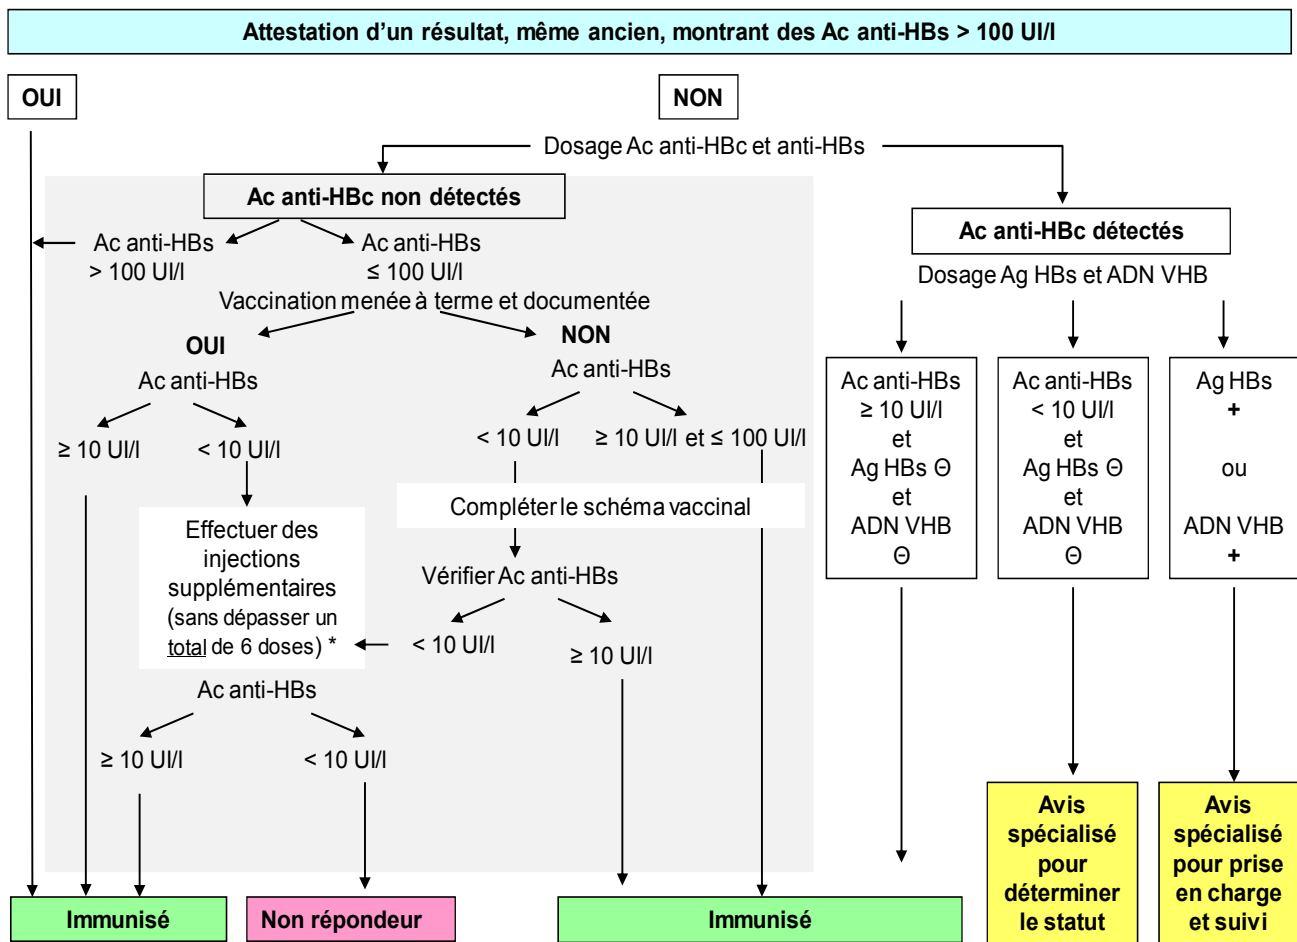 Attestation d’un résultat, même ancien, montrant des Ac anti-HBs > 100 UI/l
OUI
NON
Dosage Ac anti-HBc et anti-HBs
Ac anti-HBc non détectés
Ac anti-HBs
> 100 UI/l
Ac anti-HBs
≤ 100 UI/l
Vaccination menée à terme et documentée
OUI
Ac anti-HBs
≥ 10 UI/l
< 10 UI/l
NON
Ac anti-HBs
< 10 UI/l
≥ 10 UI/l et ≤ 100 UI/l
Compléter le schéma vaccinal
Effectuer des
injections
supplémentaires
(sans dépasser un
total de 6 doses) *
Vérifier Ac anti-HBs
< 10 UI/l
≥ 10 UI/l
Ac anti-HBs
≥ 10 UI/l
< 10 UI/l
Ac anti-HBc détectés
Dosage Ag HBs et ADN VHB
Ac anti-HBs
≥ 10 UI/l
et
Ag HBs Θ
et
ADN VHB
Θ
Ac anti-HBs
< 10 UI/l
et
Ag HBs Θ
et
ADN VHB
Θ
Ag HBs
+
ou
ADN VHB
+
Immunisé
Non répondeur
Immunisé
Avis
spécialisé
pour
déterminer
le statut
Avis
spécialisé
pour prise
en charge
et suivi